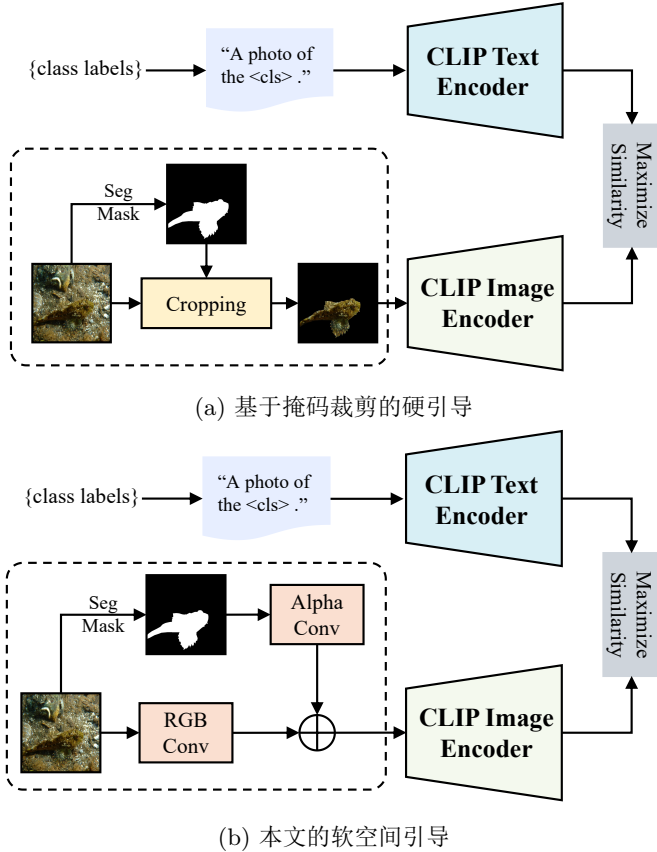 {class labels}
“A photo of
the <cls> .”
CLIP Text
Encoder
Maximize
Similarity
Seg
Mask
Cropping
CLIP Image
Encoder
(a) 基于掩码裁剪的硬引导
{class labels}
“A photo of
the <cls> .”
CLIP Text
Encoder
Maximize
Similarity
Seg
Mask
Alpha
Conv
RGB
Conv
CLIP Image
Encoder
(b) 本文的软空间引导